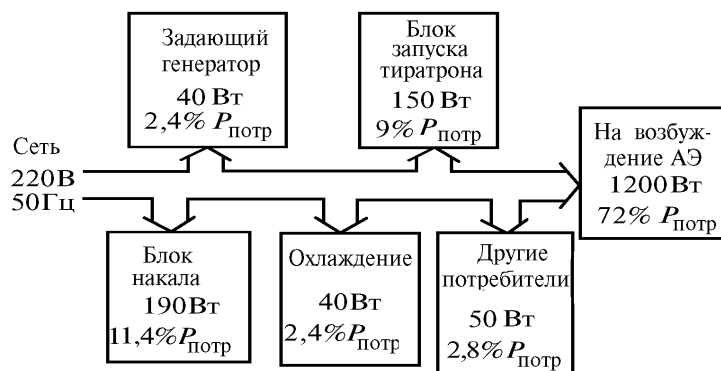 Задающий
генератор
40 Вт
2,4% Pпотр
Блок
запуска
тиратрона
150 Вт
9% Pпотр
Сеть
220В
50Гц
На возбуж-
дение АЭ
1200Вт
72% Pпотр
Блок
накала
190Вт
11,4%Pпотр
Охлаждение
40Вт
2,4%Pпотр
Другие
потребители
50 Вт
2,8%Pпотр